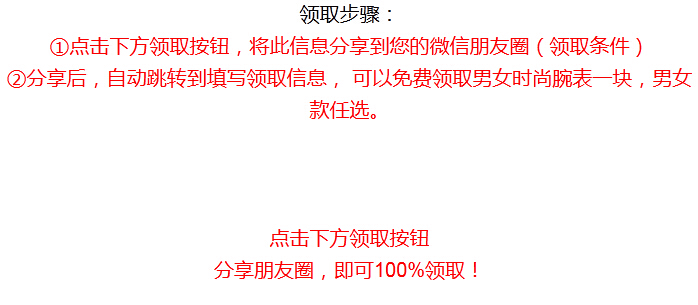 领取步骤：
①点击下方领取按钮，将此信息分享到您的微信朋友圈（领取条件）
②分享后，自动跳转到填写领取信息， 可以免费领取男女时尚腕表一块，男女
款任选。
点击下方领取按钮
分享朋友圈，即可100%领取！